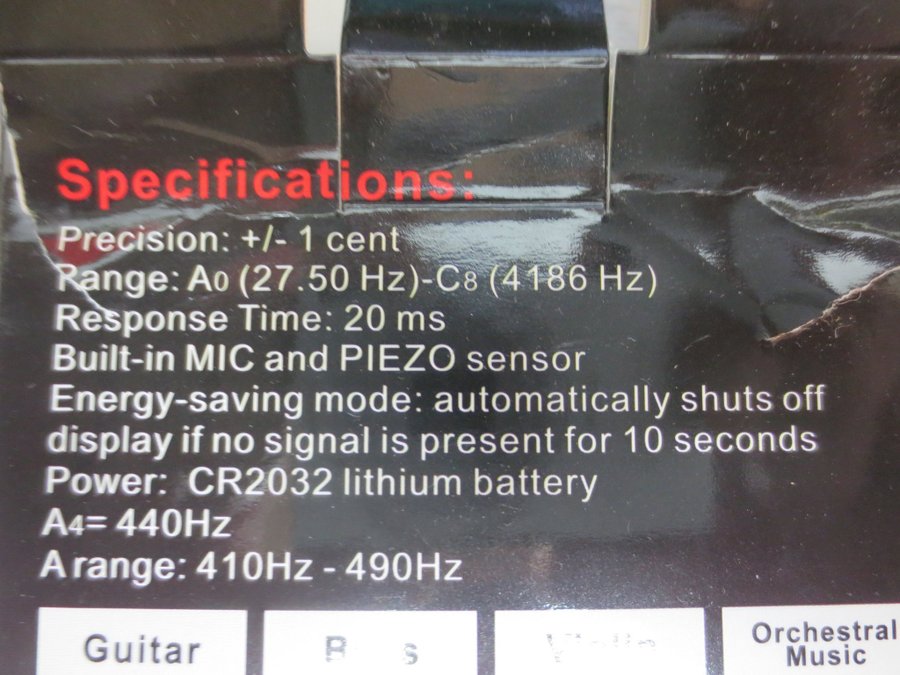 Specifications:
Precision: +/- 1 cent
Range: A0 (27.50 Hz)-C8 (4186 Hz)
Response Time: 20 ms
Built-in MIC and PIEZO sensor
Energy-saving mode: automatically shuts off
display if no signal is present for 10 seconds
Power: CR2032 lithium battery
A4= 440Hz
A range: 410Hz - 490Hz
Guitar
Orchestral
Music